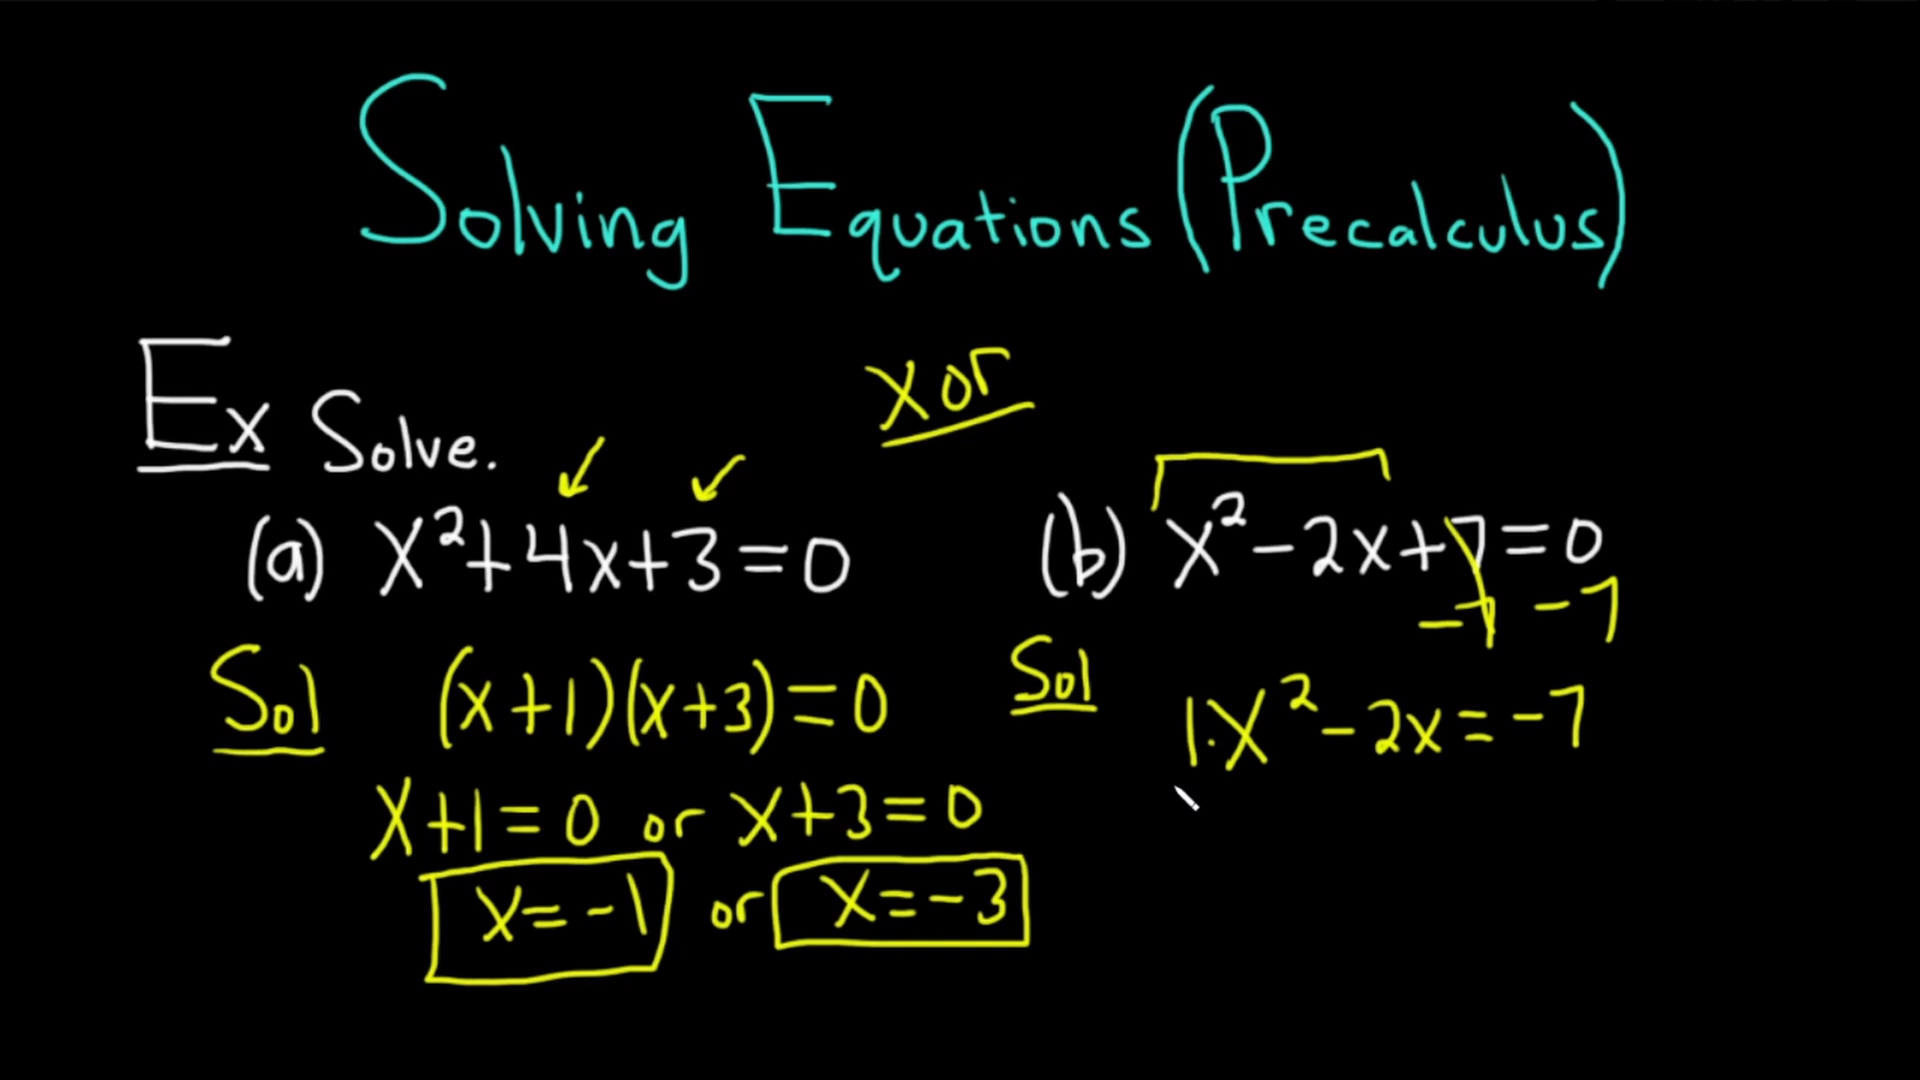 Solving Equations (Precalculus)
xor
Ex Solve.
(a) x²+4x+3=0
Sol (x+1)(x+3)=0
x+1=0 or x+3=0
x=-1 or x=-3
(b) x²-2x+7=0
-7 -7
Sol 1·x²-2x=-7